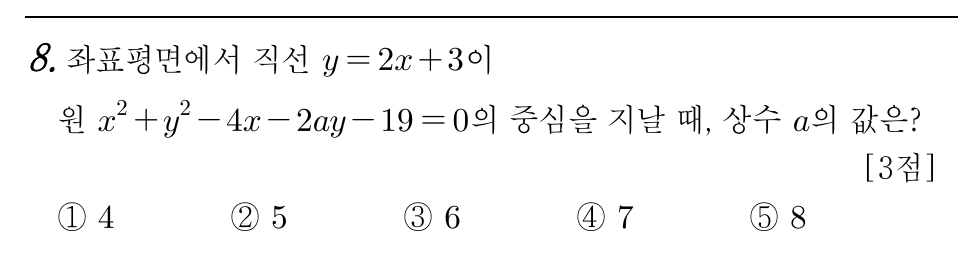 8. 좌표평면에서 직선 y=2x+3이
원 x²+y²-4x-2ay-19=0의 중심을 지날 때, 상수 a의 값은?
[3점]
① 4 ② 5 ③ 6 ④ 7 ⑤ 8